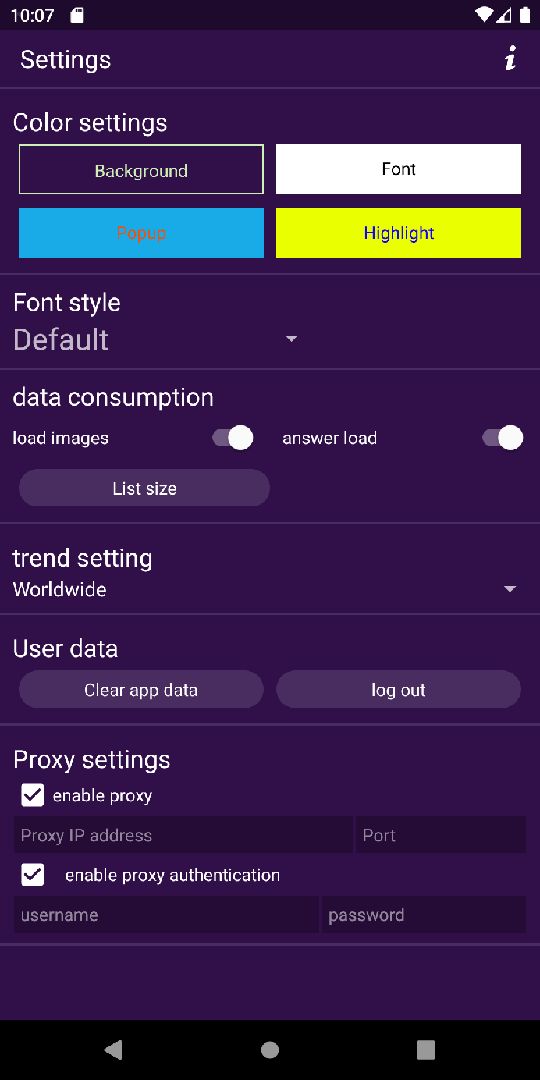 10:07
Settings
i
Color settings
Background
Font
Popup
Highlight
Font style
Default
data consumption
load images
answer load
List size
trend setting
Worldwide
User data
Clear app data
log out
Proxy settings
enable proxy
Proxy IP address
Port
enable proxy authentication
username
password